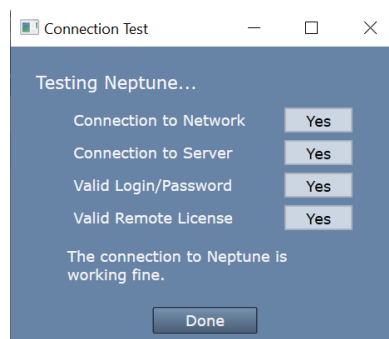 Connection Test
Testing Neptune...
Connection to Network Yes
Connection to Server Yes
Valid Login/Password Yes
Valid Remote License Yes
The connection to Neptune is
working fine.
Done